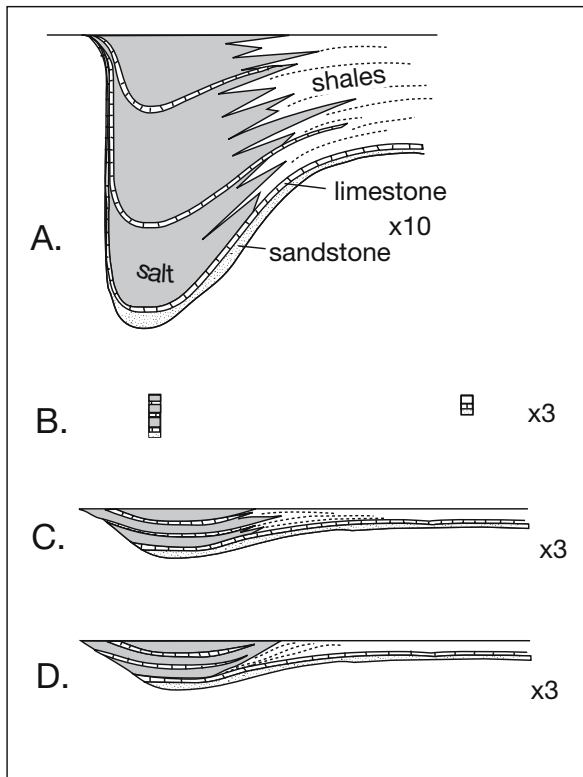 shales
limestone
A.
x10
sandstone
salt
B.
x3
C.
x3
D.
x3